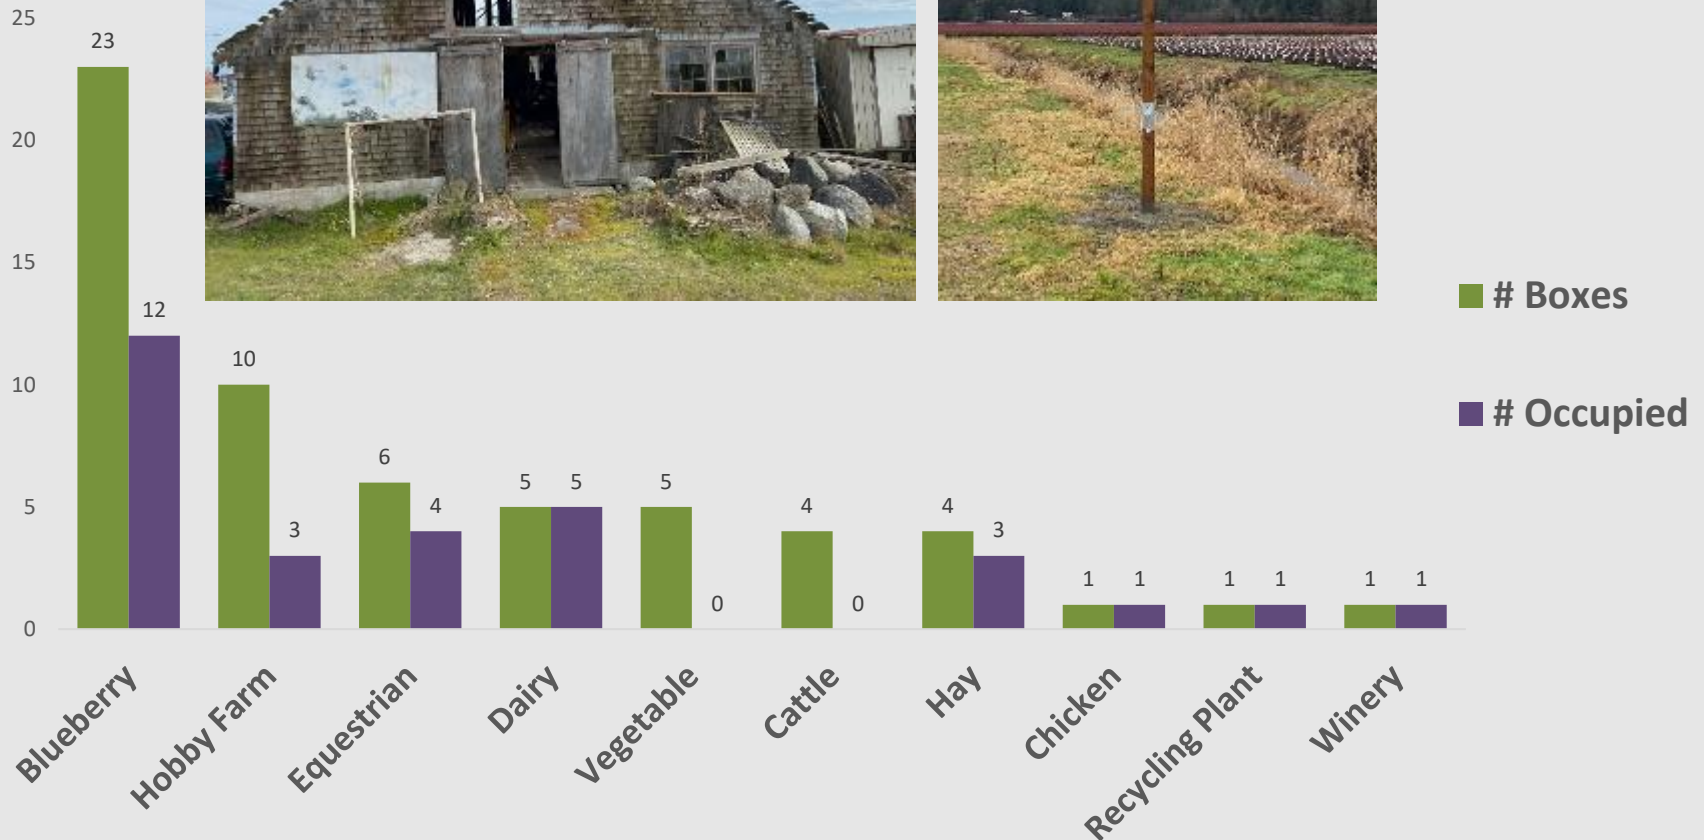 25
20
15
10
5
0
23
12
10
3
6
4
5
5
5
0
4
0
4
3
1
1
1
1
1
1
Blueberry
Hobby Farm
Equestrian
Dairy
Vegetable
Cattle
Hay
Chicken
Recycling Plant
Winery
# Boxes
# Occupied